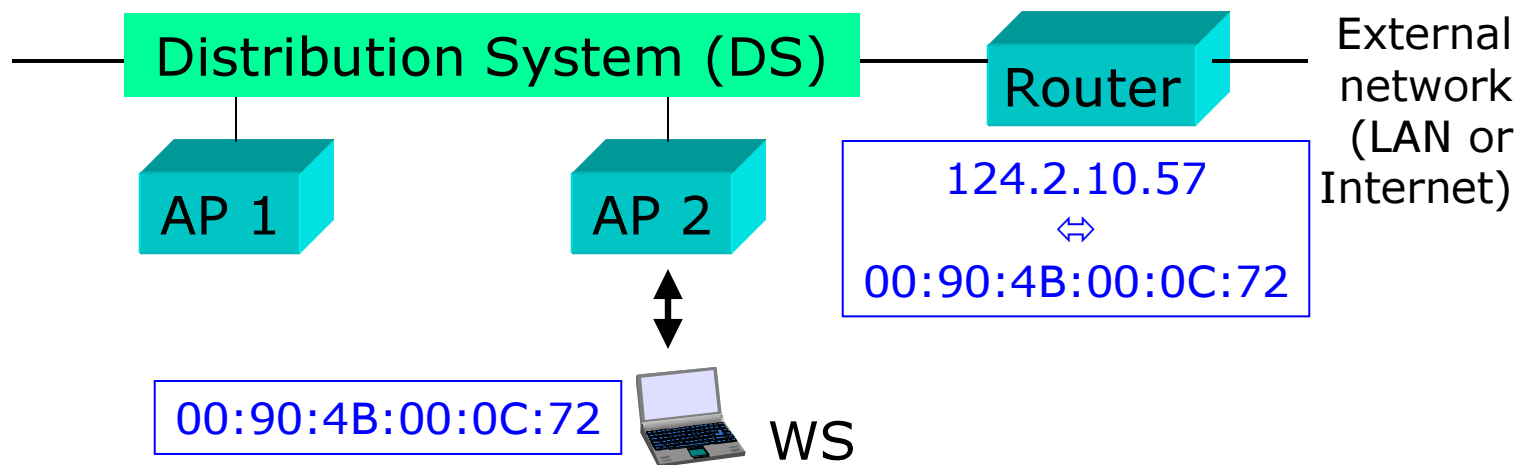 Distribution System (DS)
Router
External
network
(LAN or
Internet)
AP 1
AP 2
124.2.10.57
⇔
00:90:4B:00:0C:72
00:90:4B:00:0C:72
WS